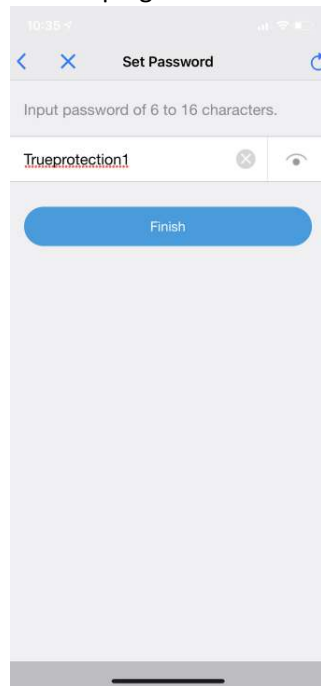 10:35
Set Password
Input password of 6 to 16 characters.
Trueprotection1
Finish